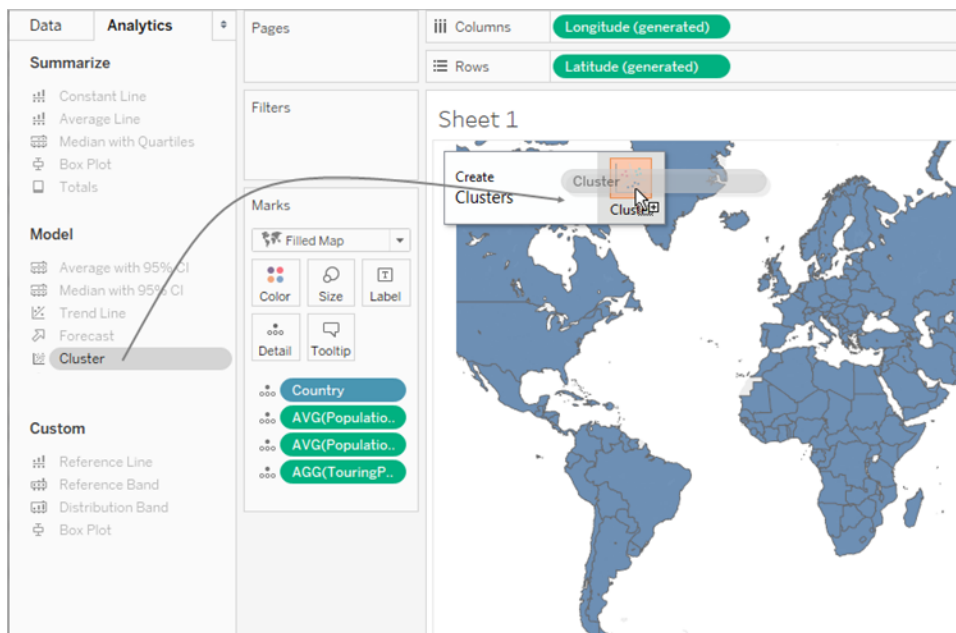 Data
Analytics
Summarize
Constant Line
Average Line
Median with Quartiles
Box Plot
Totals
Model
Average with 95% CI
Median with 95% CI
Trend Line
Forecast
Cluster
Custom
Reference Line
Reference Band
Distribution Band
Box Plot
Pages
Filters
Marks
Filled Map
Color
Size
Label
Detail
Tooltip
Country
AVG(Populatio..
AVG(Populatio..
AGG(TouringP..
Columns
Longitude (generated)
Rows
Latitude (generated)
Sheet 1
Create
Clusters
Cluster